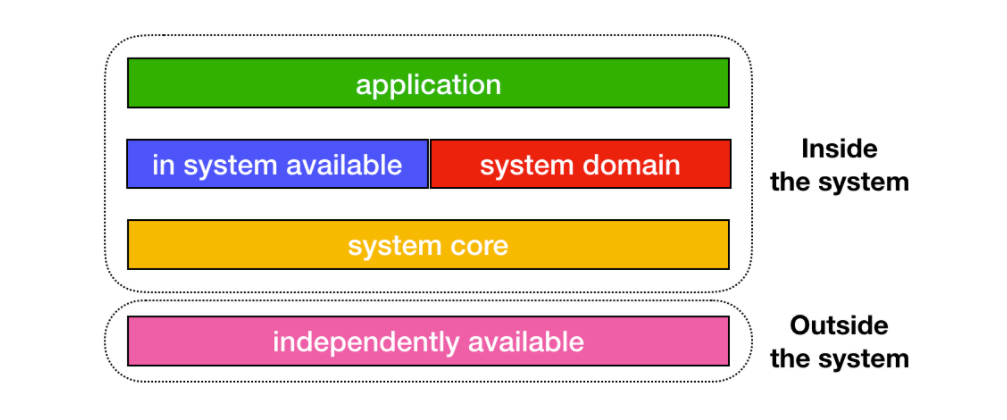 application
in system available
system domain
Inside
the system
system core
independently available
Outside
the system